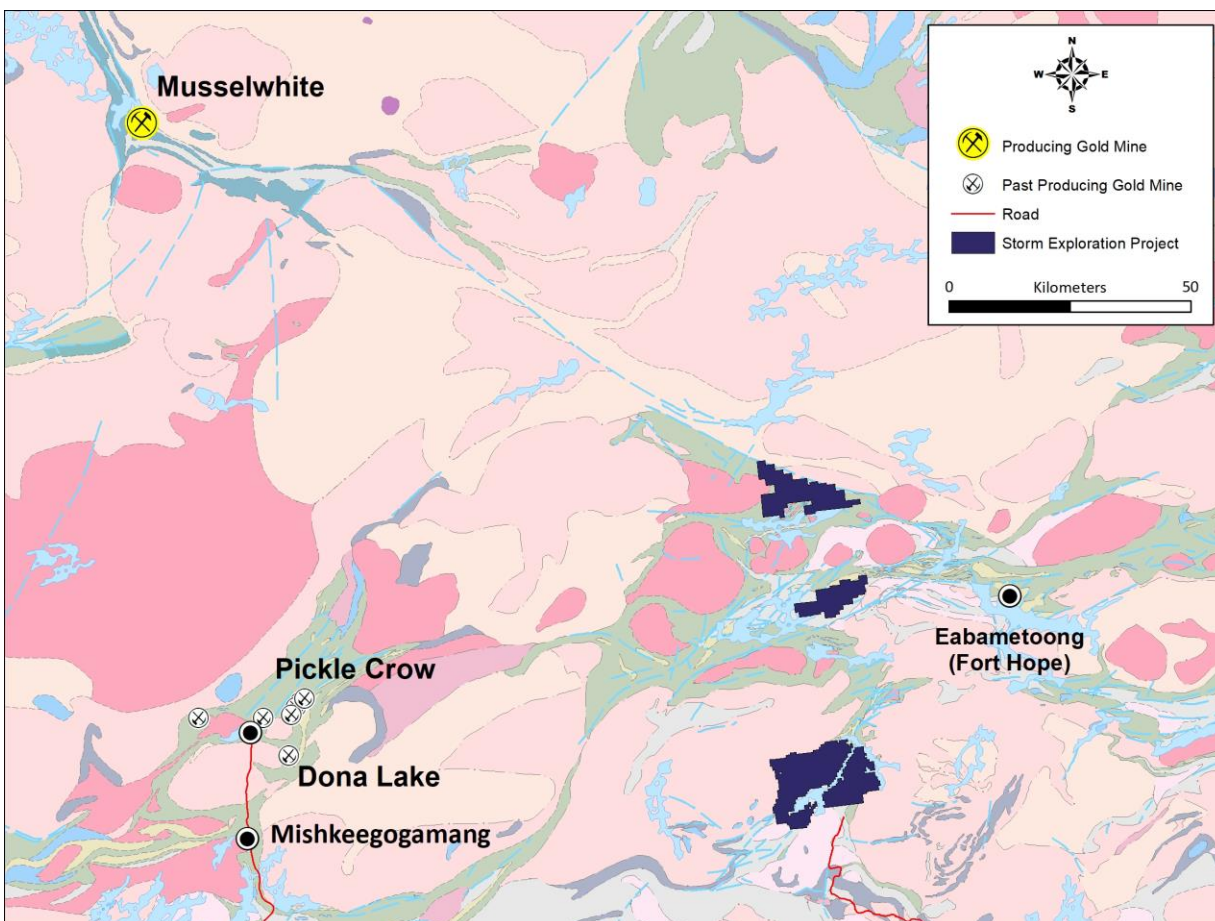 Musselwhite
N
W
E
S
Producing Gold Mine
Past Producing Gold Mine
Road
Storm Exploration Project
0 Kilometers 50
Eabametoong
(Fort Hope)
Pickle Crow
Dona Lake
Mishkeegogamang